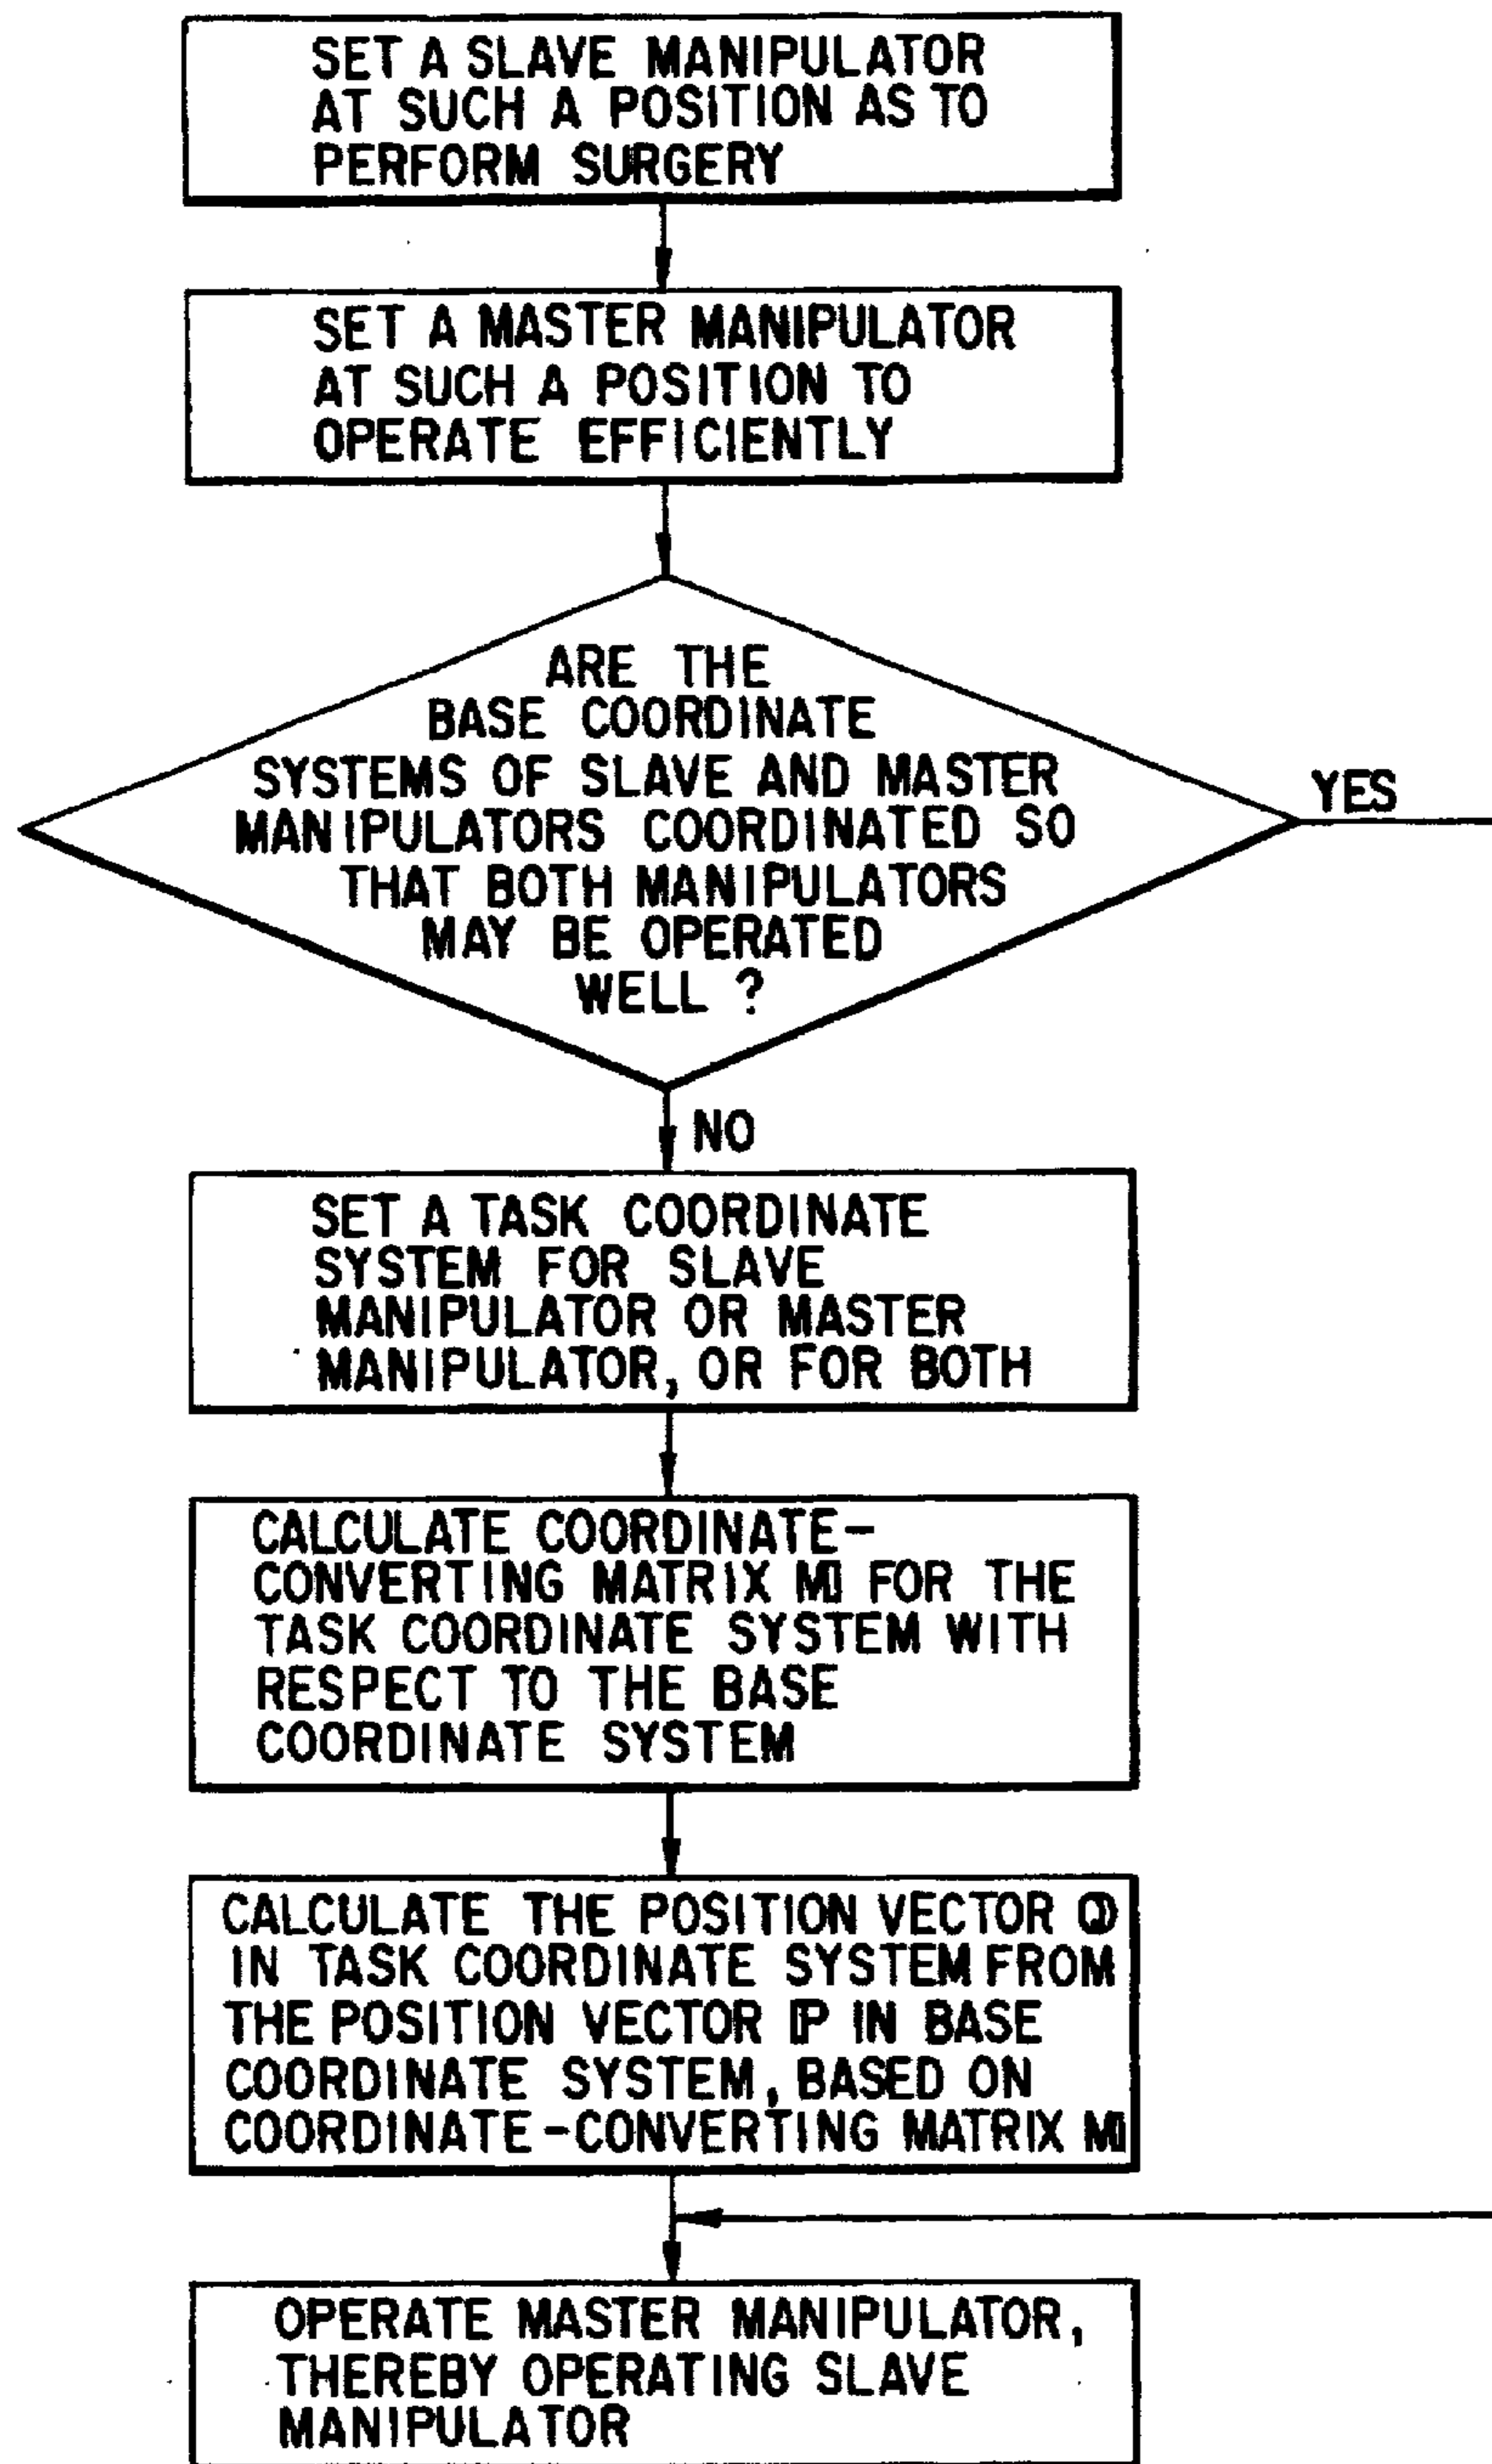 SET A SLAVE MANIPULATOR
AT SUCH A POSITION AS TO
PERFORM SURGERY
SET A MASTER MANIPULATOR
AT SUCH A POSITION TO
OPERATE EFFICIENTLY
ARE THE
BASE COORDINATE
SYSTEMS OF SLAVE AND MASTER
MANIPULATORS COORDINATED SO
THAT BOTH MANIPULATORS
MAY BE OPERATED
WELL ?
YES
NO
SET A TASK COORDINATE
SYSTEM FOR SLAVE
MANIPULATOR OR MASTER
MANIPULATOR, OR FOR BOTH
CALCULATE COORDINATE-
CONVERTING MATRIX 𝕄 FOR THE
TASK COORDINATE SYSTEM WITH
RESPECT TO THE BASE
COORDINATE SYSTEM
CALCULATE THE POSITION VECTOR ℚ
IN TASK COORDINATE SYSTEM FROM
THE POSITION VECTOR ℙ IN BASE
COORDINATE SYSTEM, BASED ON
COORDINATE-CONVERTING MATRIX 𝕄
OPERATE MASTER MANIPULATOR,
THEREBY OPERATING SLAVE
MANIPULATOR